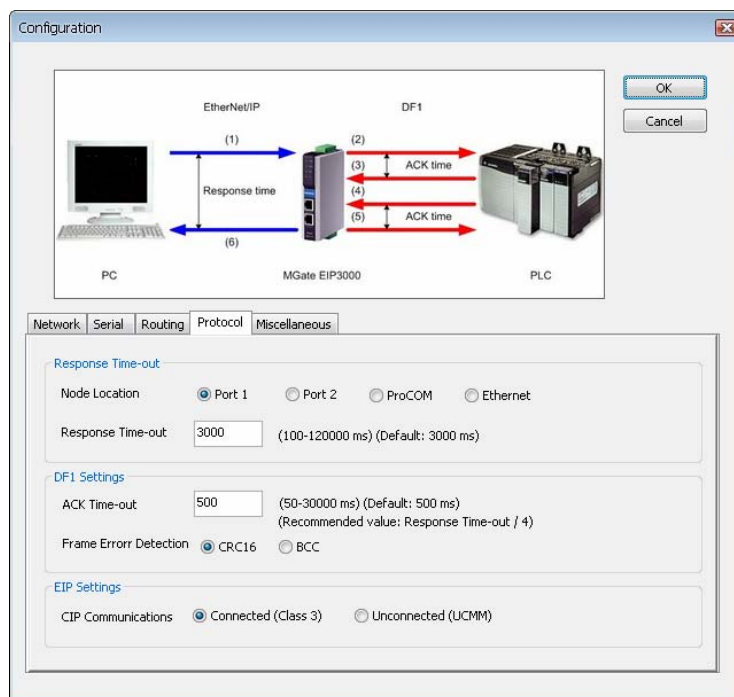 Configuration
OK
Cancel
EtherNet/IP DF1
(1) (2)
(3) ACK time
Response time (4)
(5) ACK time
(6)
PC MGate EIP3000 PLC
Network Serial Routing Protocol Miscellaneous
Response Time-out
Node Location Port 1 Port 2 ProCOM Ethernet
Response Time-out 3000 (100-120000 ms) (Default: 3000 ms)
DF1 Settings
ACK Time-out 500 (50-30000 ms) (Default: 500 ms)
(Recommended value: Response Time-out / 4)
Frame Errorr Detection CRC16 BCC
EIP Settings
CIP Communications Connected (Class 3) Unconnected (UCMM)